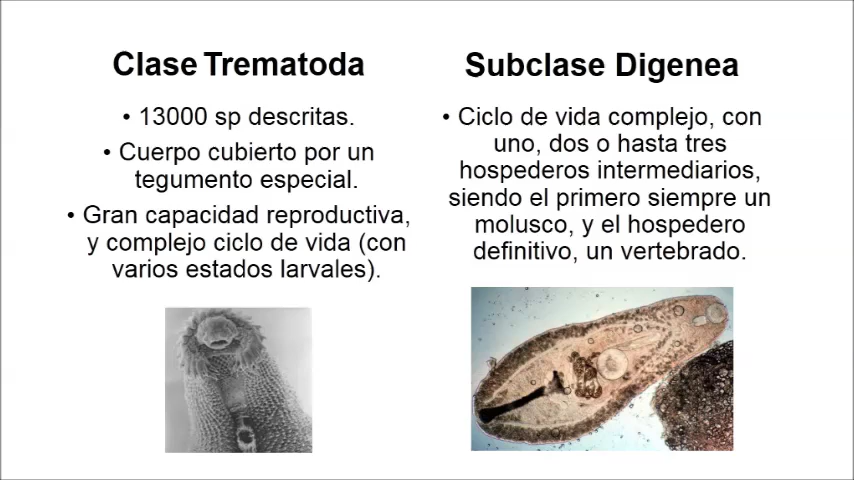 Clase Trematoda
• 13000 sp descritas.
• Cuerpo cubierto por un
tegumento especial.
• Gran capacidad reproductiva,
y complejo ciclo de vida (con
varios estados larvales).
Subclase Digenea
• Ciclo de vida complejo, con
uno, dos o hasta tres
hospederos intermediarios,
siendo el primero siempre un
molusco, y el hospedero
definitivo, un vertebrado.